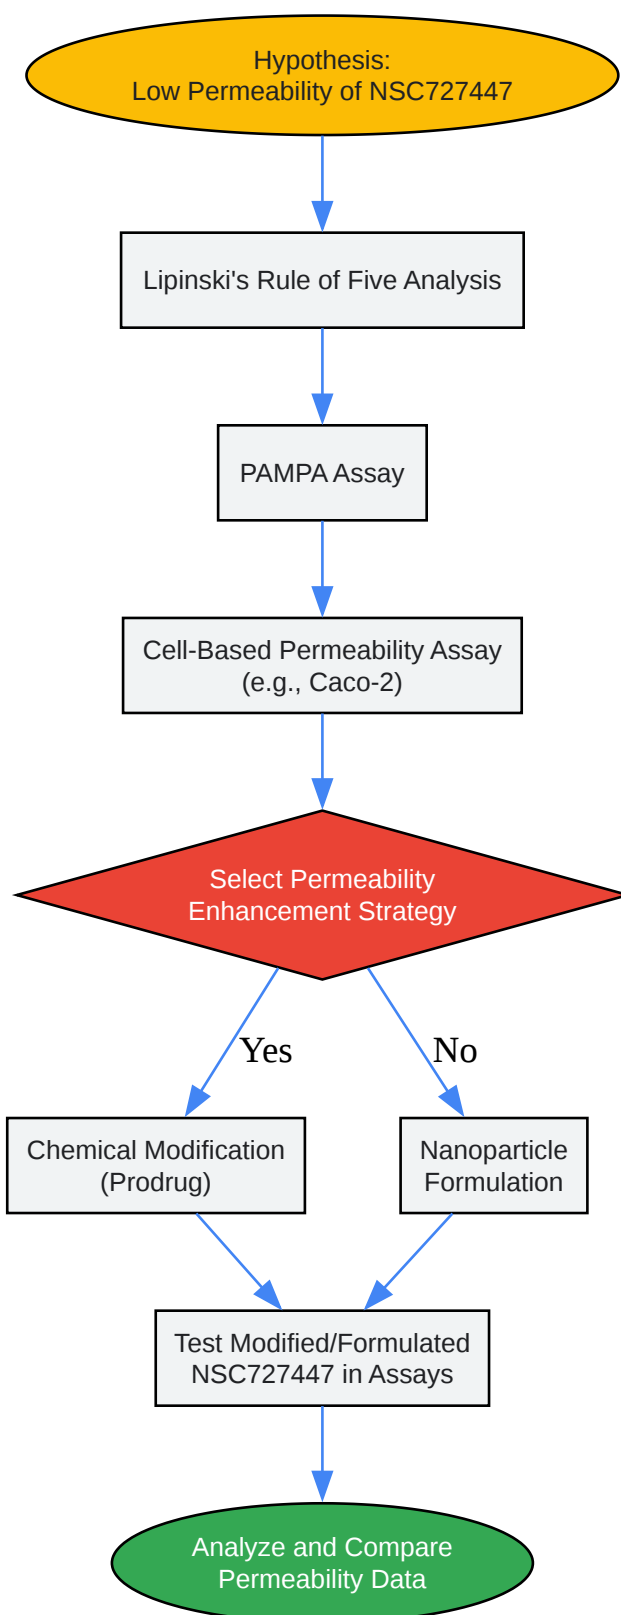 Hypothesis:
Low Permeability of NSC727447
Lipinski's Rule of Five Analysis
PAMPA Assay
Cell-Based Permeability Assay
(e.g., Caco-2)
Select Permeability
Enhancement Strategy
Yes
No
Chemical Modification
(Prodrug)
Nanoparticle
Formulation
Test Modified/Formulated
NSC727447 in Assays
Analyze and Compare
Permeability Data